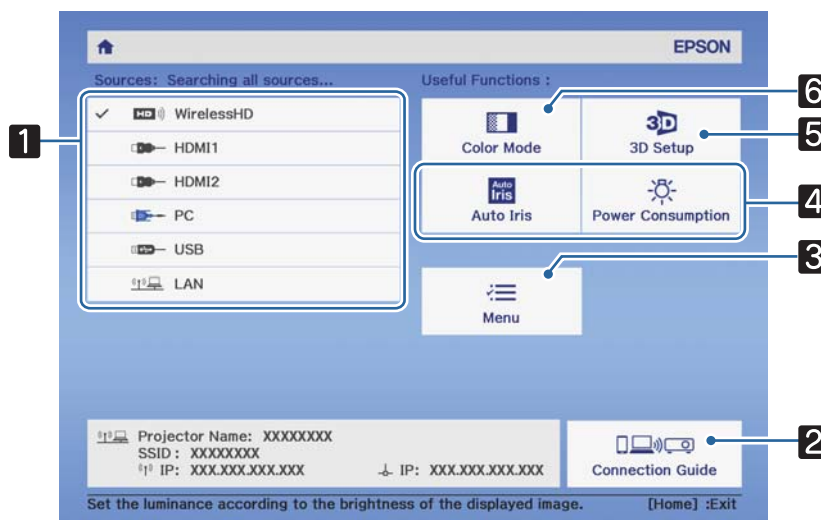 EPSON
Sources: Searching all sources...
Useful Functions :
6
HD WirelessHD
3D
5
Color Mode
3D Setup
1
HDMI1
HDMI2
Auto
Iris
4
PC
Auto Iris
Power Consumption
USB
3
LAN
Menu
Projector Name: XXXXXXXX
SSID : XXXXXXXX
2
IP: XXX.XXX.XXX.XXX
IP: XXX.XXX.XXX.XXX
Connection Guide
Set the luminance according to the brightness of the displayed image.
[Home] :Exit